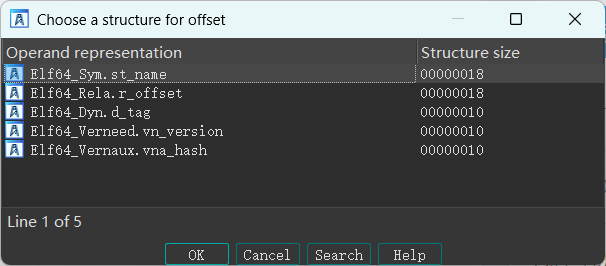 Choose a structure for offset
Operand representation Structure size
Elf64_Sym.st_name 00000018
Elf64_Rela.r_offset 00000018
Elf64_Dyn.d_tag 00000010
Elf64_Verneed.vn_version 00000010
Elf64_Vernaux.vna_hash 00000010
Line 1 of 5
OK Cancel Search Help